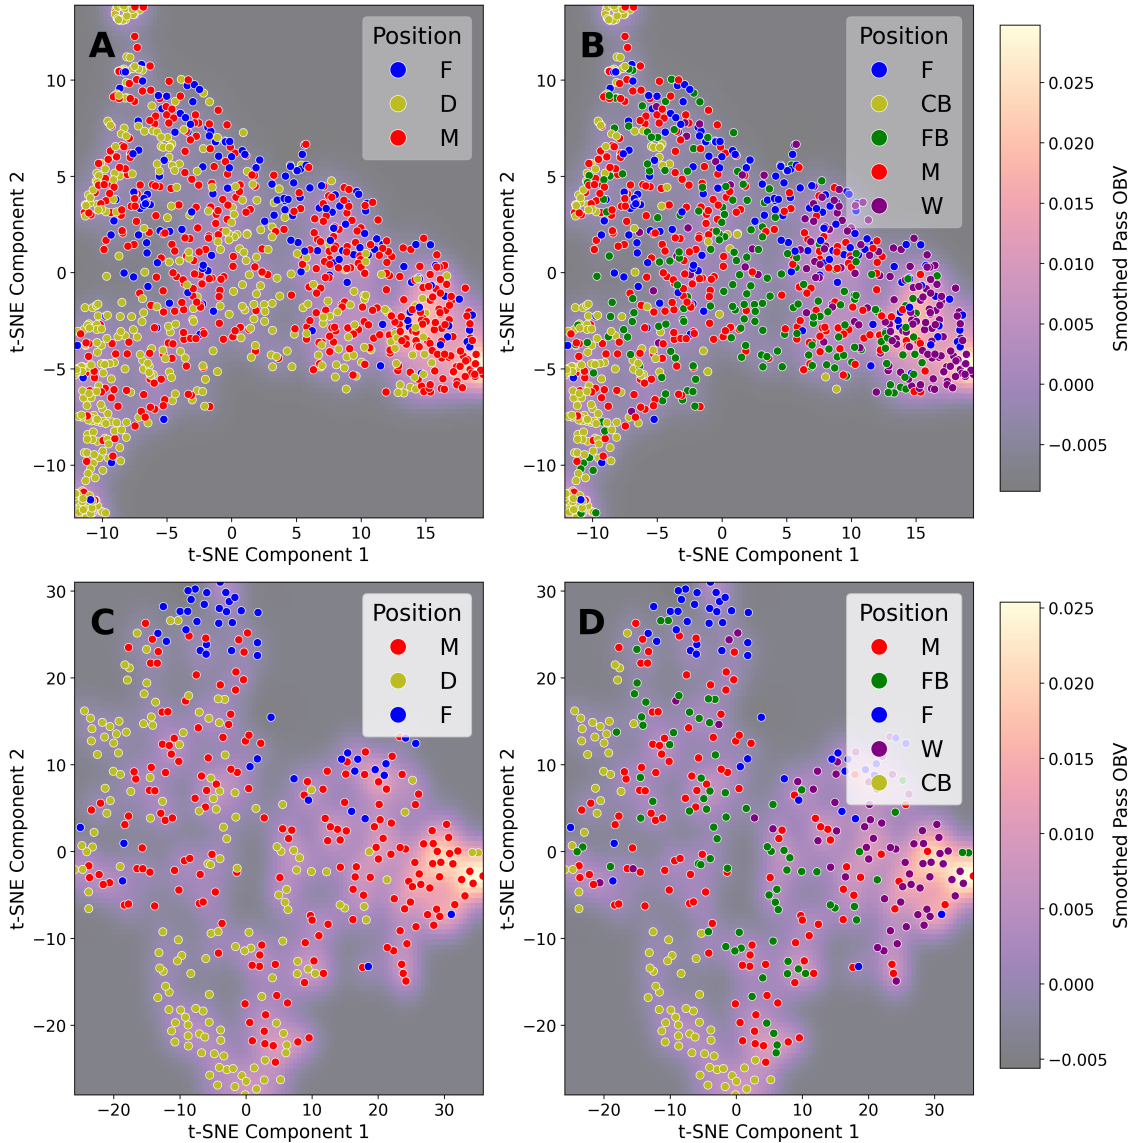 A
Position
F
D
M
10
5
0
−5
−10
t-SNE Component 2
−10
−5
0
5
10
15
t-SNE Component 1
B
Position
F
CB
FB
M
W
10
5
0
−5
−10
t-SNE Component 2
−10
−5
0
5
10
15
t-SNE Component 1
0.025
0.020
0.015
0.010
0.005
0.000
−0.005
Smoothed Pass OBV
C
Position
M
D
F
30
20
10
0
−10
−20
t-SNE Component 2
−20
−10
0
10
20
30
t-SNE Component 1
D
Position
M
FB
F
W
CB
30
20
10
0
−10
−20
t-SNE Component 2
−20
−10
0
10
20
30
t-SNE Component 1
0.025
0.020
0.015
0.010
0.005
0.000
−0.005
Smoothed Pass OBV